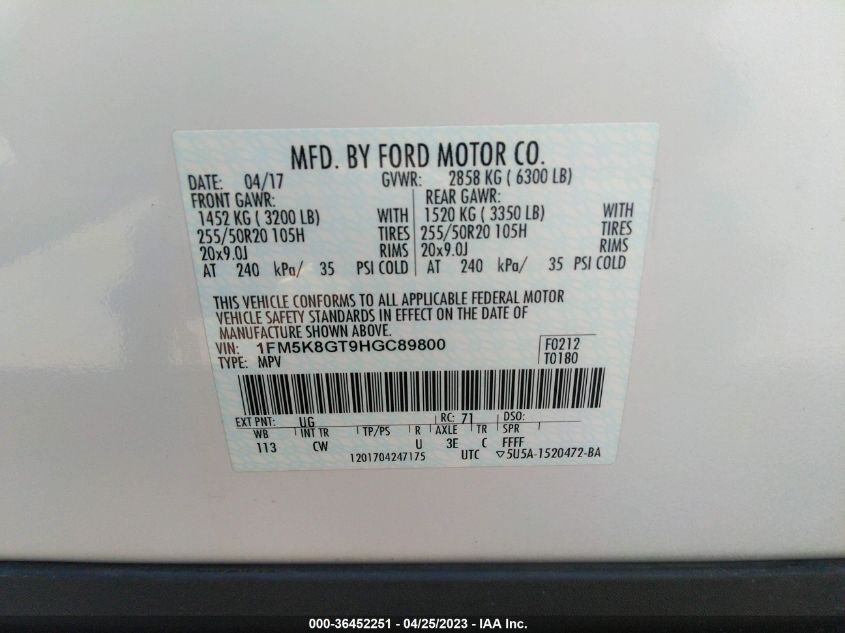 MFD. BY FORD MOTOR CO.
DATE: 04/17 GVWR: 2858 KG ( 6300 LB)
FRONT GAWR: REAR GAWR:
1452 KG ( 3200 LB) WITH 1520 KG ( 3350 LB) WITH
255/50R20 105H TIRES 255/50R20 105H TIRES
20x9.0J RIMS 20x9.0J RIMS
AT 240 kPa/ 35 PSI COLD AT 240 kPa/ 35 PSI COLD
THIS VEHICLE CONFORMS TO ALL APPLICABLE FEDERAL MOTOR
VEHICLE SAFETY STANDARDS IN EFFECT ON THE DATE OF
MANUFACTURE SHOWN ABOVE.
VIN: 1FM5K8GT9HGC89800 F0212
TYPE: MPV T0180
EXT PNT: UG RC: 71 DSO:
WB INT TR TP/PS R AXLE TR SPR
113 CW U 3E C FFFF
1201704247175 UTC ▽5U5A-1520472-BA
000-36452251 - 04/25/2023 - IAA Inc.